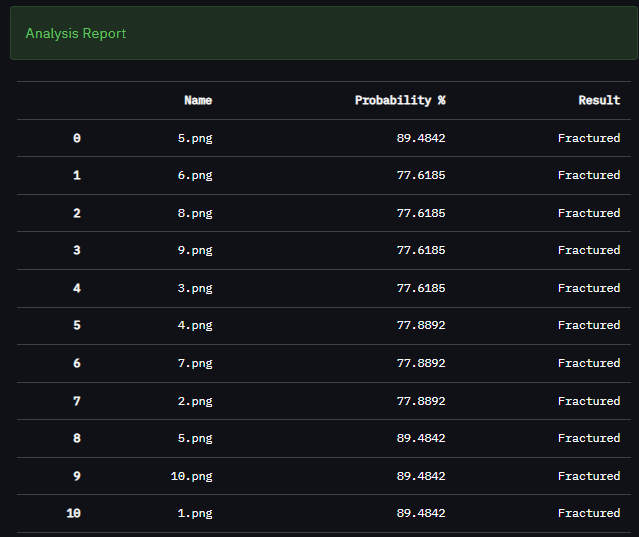 Analysis Report
Name Probability % Result
0 5.png 89.4842 Fractured
1 6.png 77.6185 Fractured
2 8.png 77.6185 Fractured
3 9.png 77.6185 Fractured
4 3.png 77.6185 Fractured
5 4.png 77.8892 Fractured
6 7.png 77.8892 Fractured
7 2.png 77.8892 Fractured
8 5.png 89.4842 Fractured
9 10.png 89.4842 Fractured
10 1.png 89.4842 Fractured